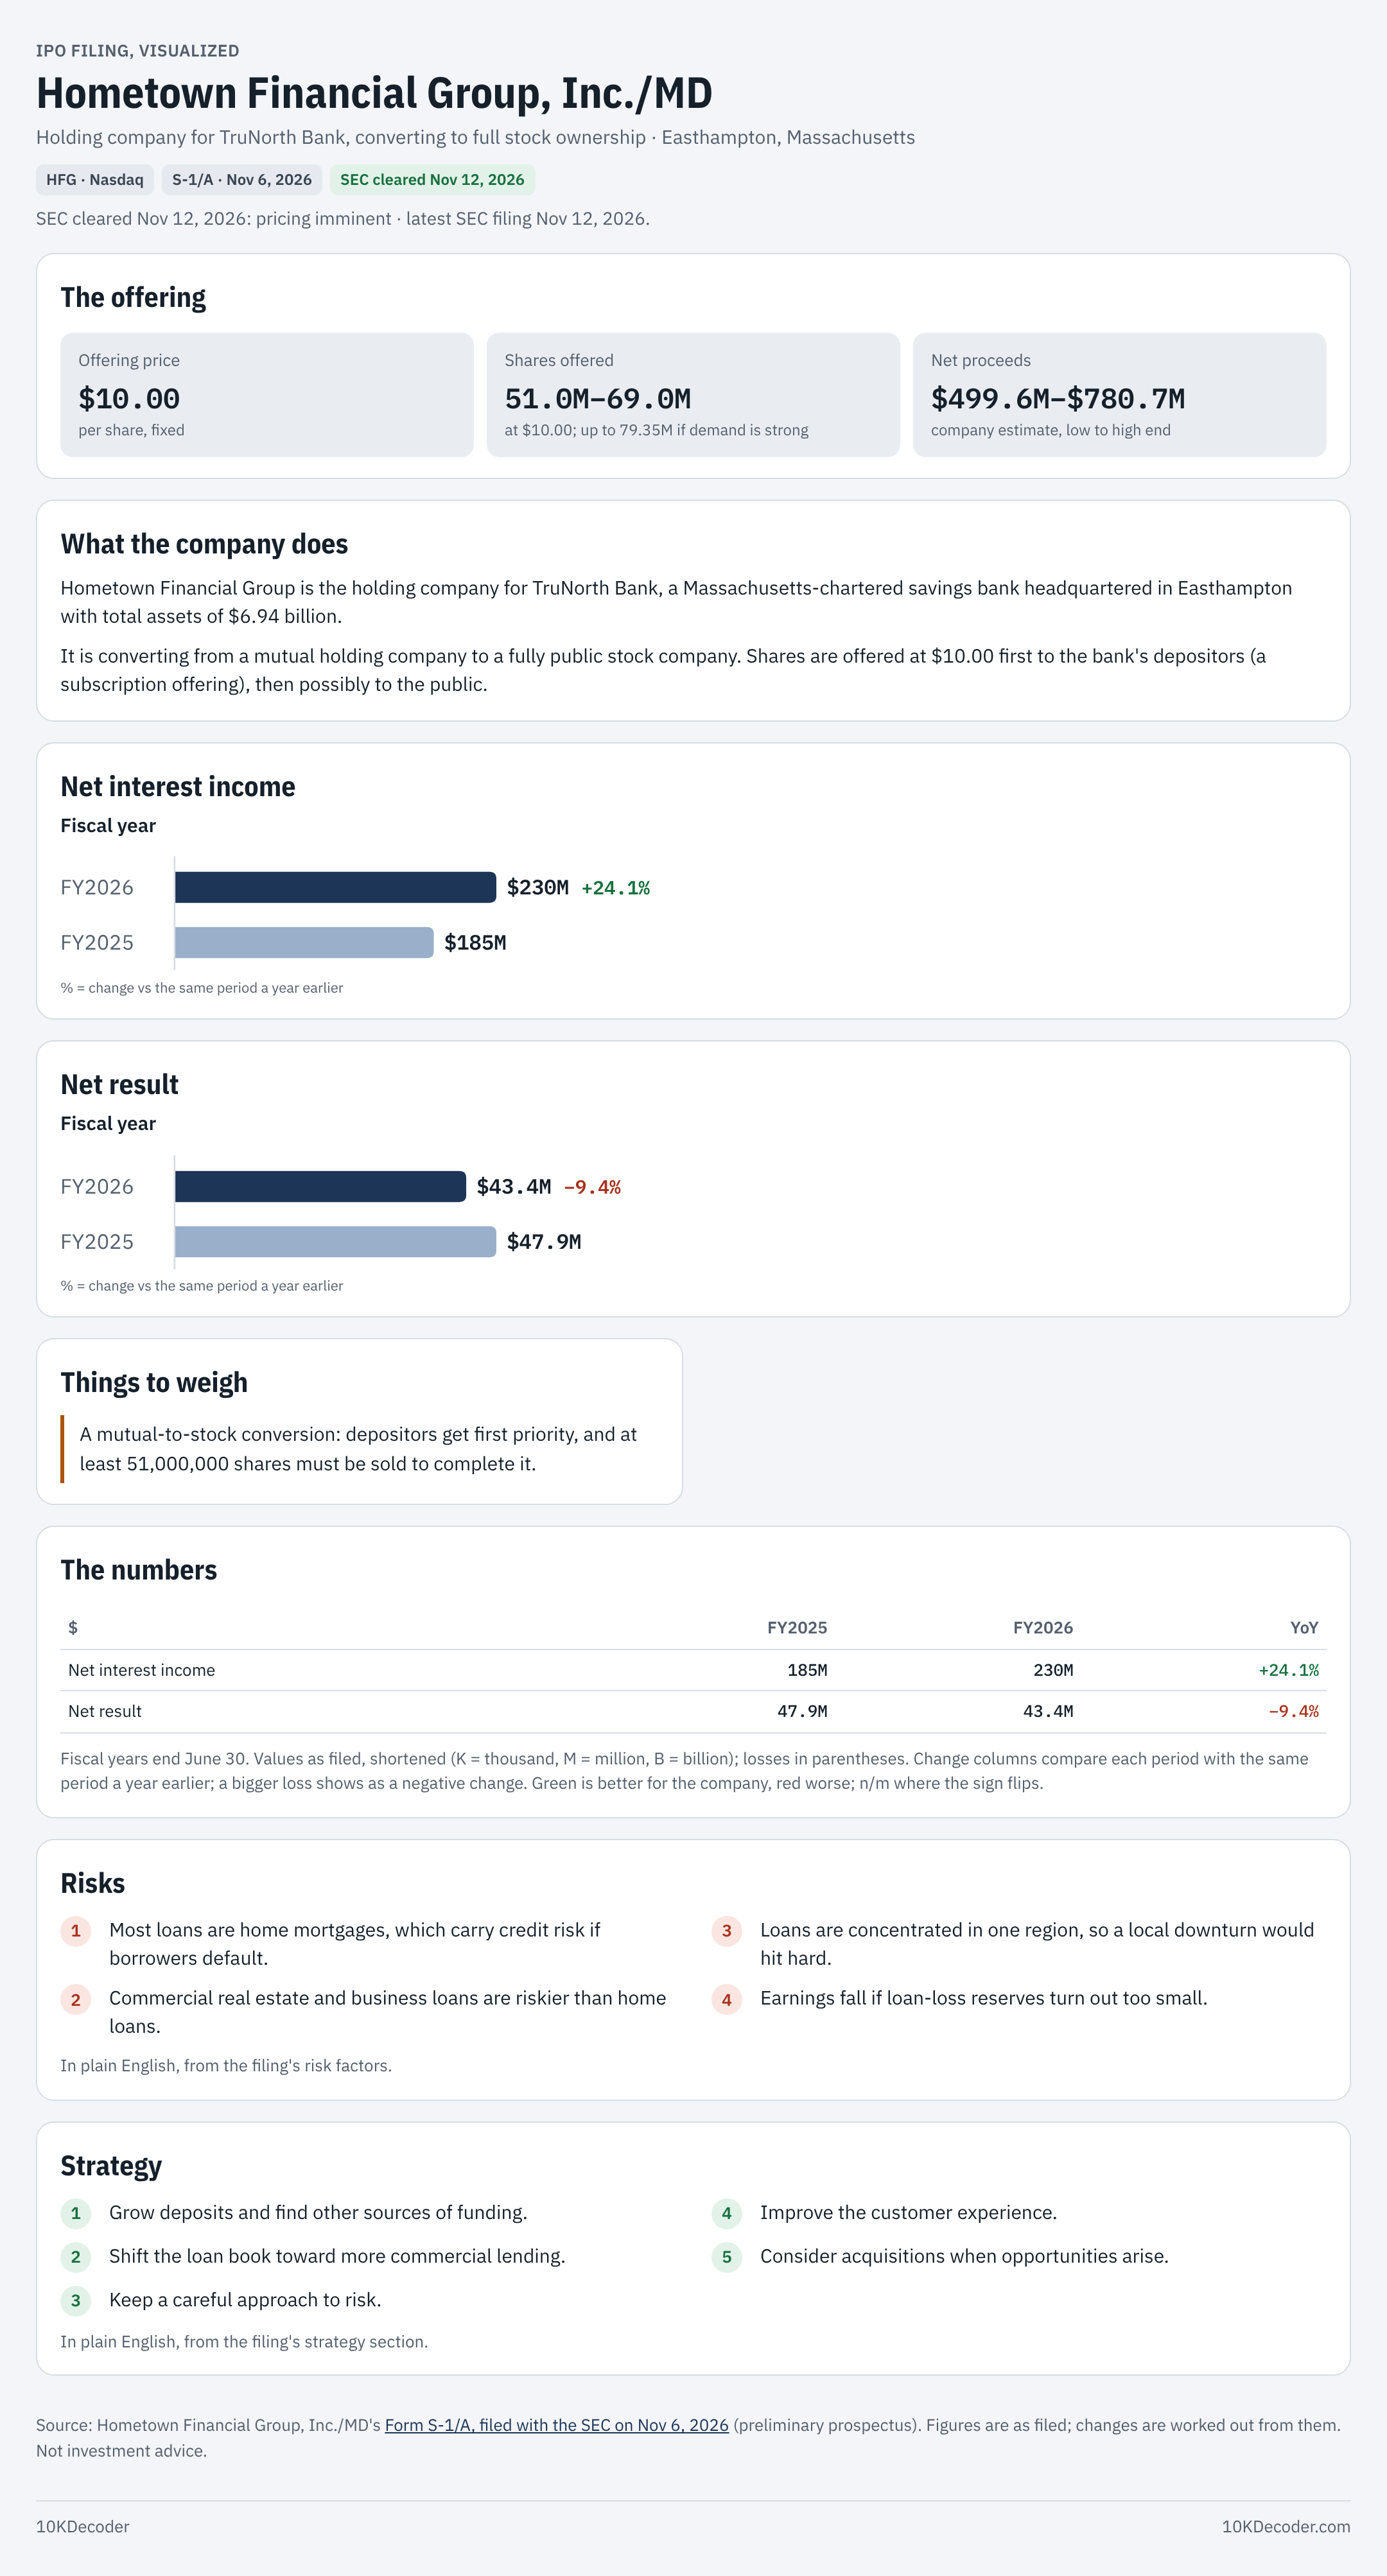 IPO FILING, VISUALIZED
Hometown Financial Group, Inc./MD
Holding company for TruNorth Bank, converting to full stock ownership · Easthampton, Massachusetts
HFG · Nasdaq
S-1/A · Nov 6, 2026
SEC cleared Nov 12, 2026
SEC cleared Nov 12, 2026: pricing imminent · latest SEC filing Nov 12, 2026.
The offering
Offering price
$10.00
per share, fixed
Shares offered
51.0M–69.0M
at $10.00; up to 79.35M if demand is strong
Net proceeds
$499.6M–$780.7M
company estimate, low to high end
What the company does
Hometown Financial Group is the holding company for TruNorth Bank, a Massachusetts-chartered savings bank headquartered in Easthampton
with total assets of $6.94 billion.
It is converting from a mutual holding company to a fully public stock company. Shares are offered at $10.00 first to the bank's depositors (a
subscription offering), then possibly to the public.
Net interest income
Fiscal year
FY2026 $230M +24.1%
FY2025 $185M
% = change vs the same period a year earlier
Net result
Fiscal year
FY2026 $43.4M −9.4%
FY2025 $47.9M
% = change vs the same period a year earlier
Things to weigh
A mutual-to-stock conversion: depositors get first priority, and at
least 51,000,000 shares must be sold to complete it.
The numbers
$ FY2025 FY2026 YoY
Net interest income 185M 230M +24.1%
Net result 47.9M 43.4M −9.4%
Fiscal years end June 30. Values as filed, shortened (K = thousand, M = million, B = billion); losses in parentheses. Change columns compare each period with the same
period a year earlier; a bigger loss shows as a negative change. Green is better for the company, red worse; n/m where the sign flips.
Risks
1 Most loans are home mortgages, which carry credit risk if
borrowers default.
2 Commercial real estate and business loans are riskier than home
loans.
3 Loans are concentrated in one region, so a local downturn would
hit hard.
4 Earnings fall if loan-loss reserves turn out too small.
In plain English, from the filing's risk factors.
Strategy
1 Grow deposits and find other sources of funding.
2 Shift the loan book toward more commercial lending.
3 Keep a careful approach to risk.
4 Improve the customer experience.
5 Consider acquisitions when opportunities arise.
In plain English, from the filing's strategy section.
Source: Hometown Financial Group, Inc./MD's Form S-1/A, filed with the SEC on Nov 6, 2026 (preliminary prospectus). Figures are as filed; changes are worked out from them.
Not investment advice.
10KDecoder
10KDecoder.com